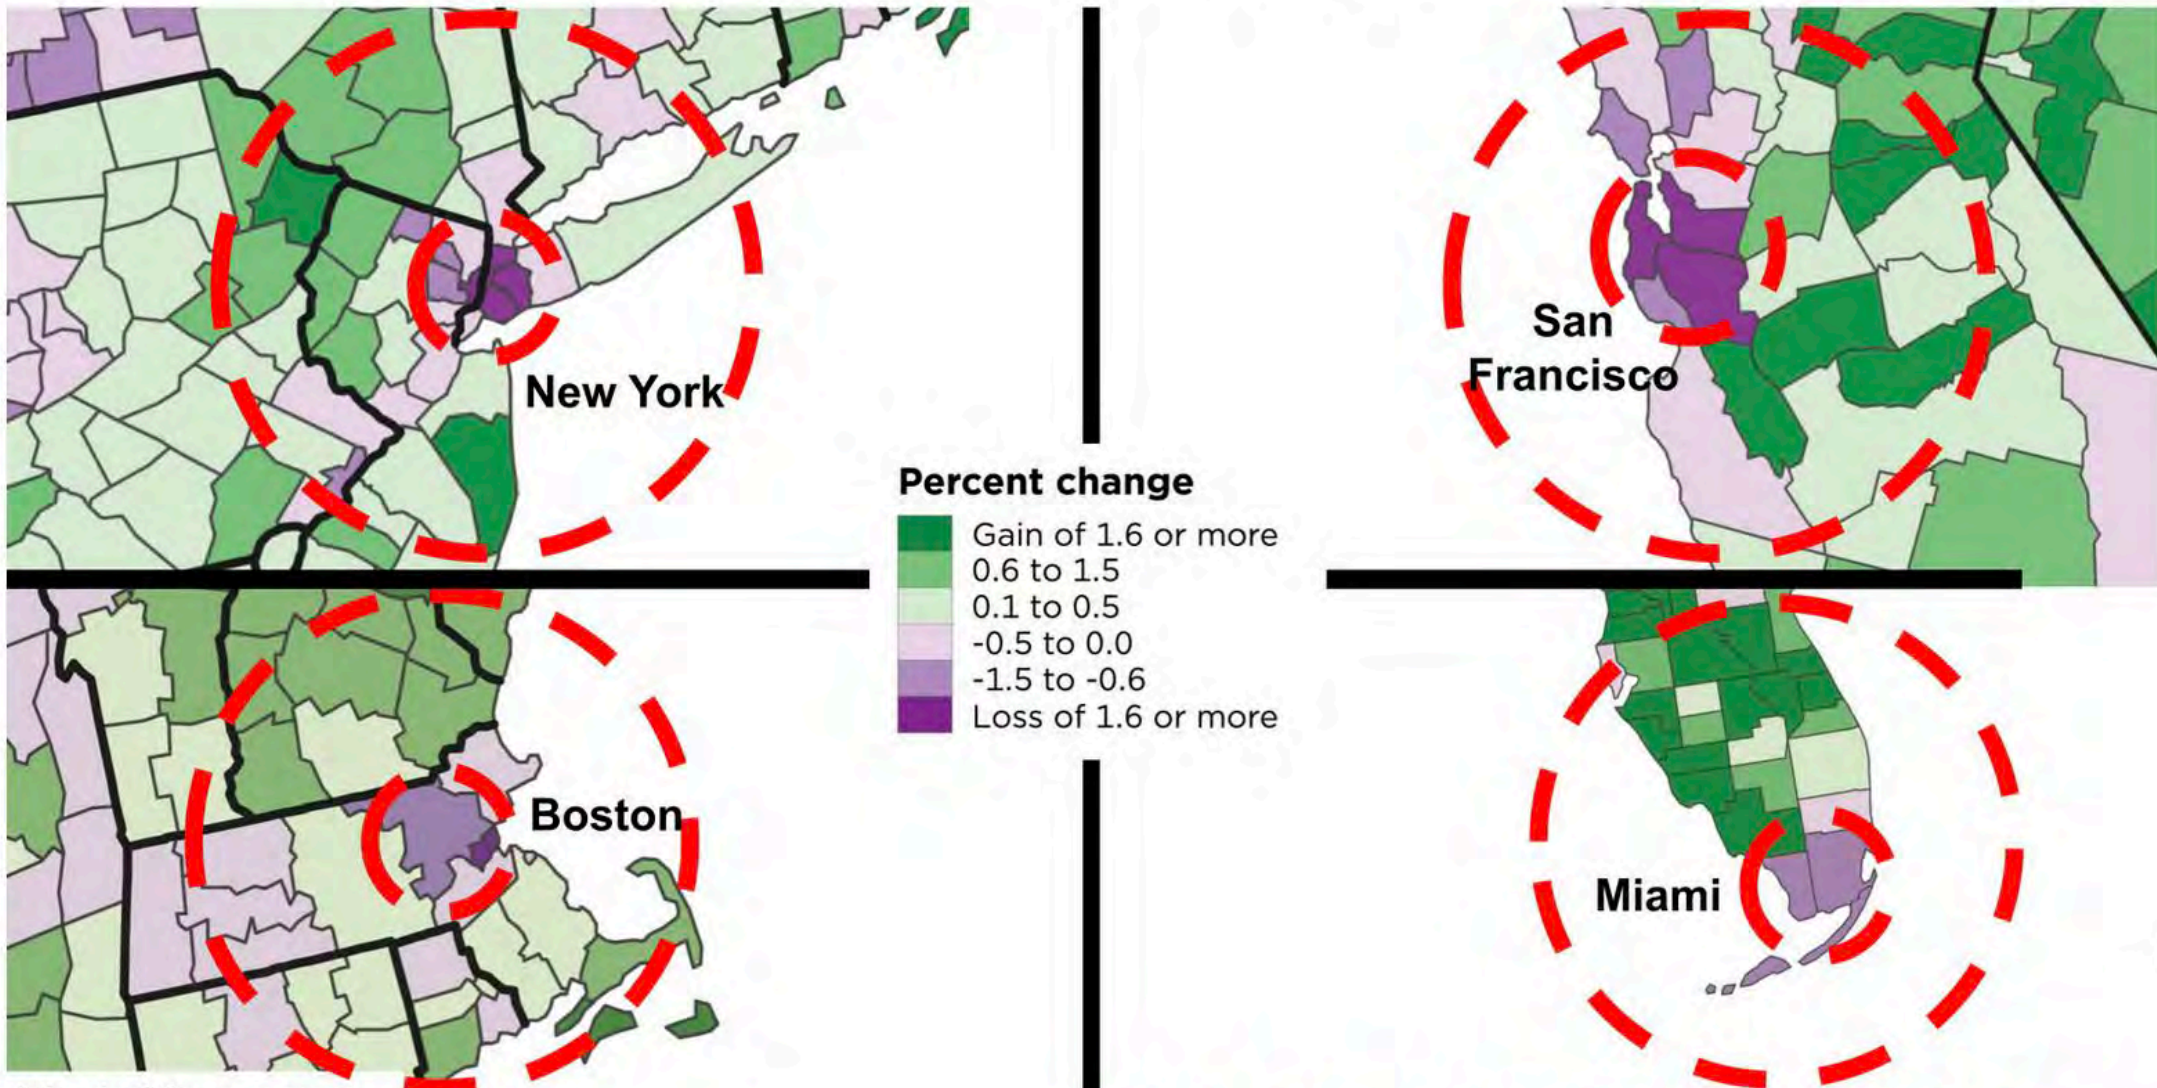 New York
San
Francisco
Percent change
Gain of 1.6 or more
0.6 to 1.5
0.1 to 0.5
-0.5 to 0.0
-1.5 to -0.6
Loss of 1.6 or more
Boston
Miami